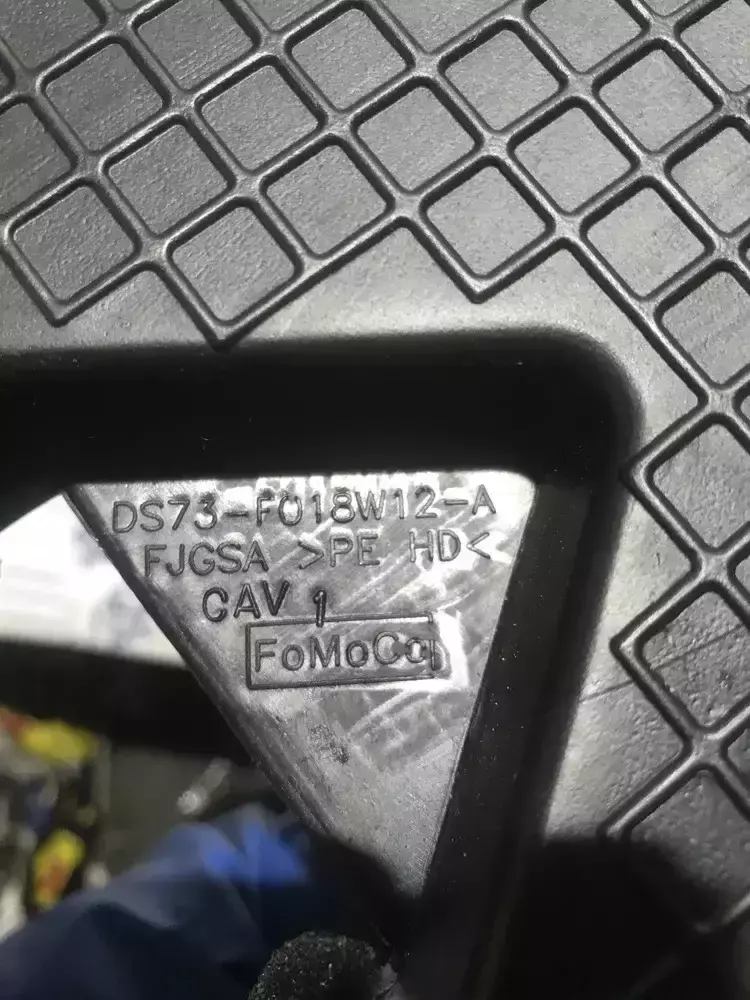 DS73-F018W12-A
FJGSA >PE HD<
CAV 1
FoMoCo